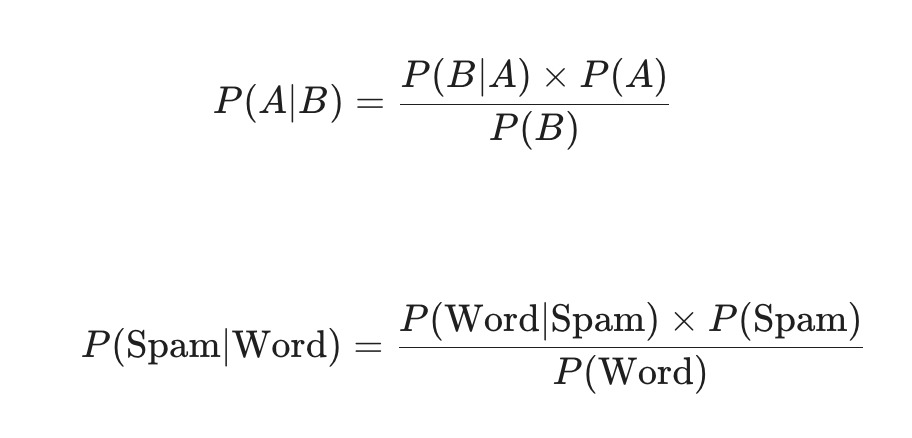 P(A|B) = P(B|A) × P(A) / P(B)
P(Spam|Word) = P(Word|Spam) × P(Spam) / P(Word)